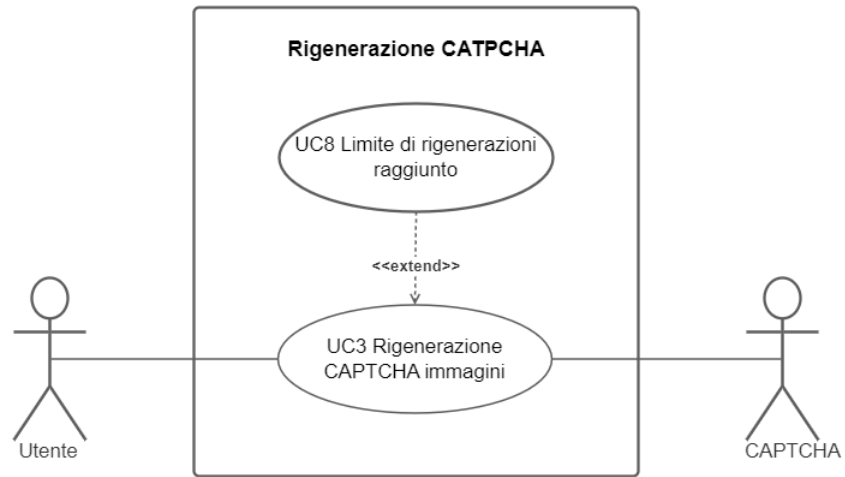 Rigenerazione CATPCHA
UC8 Limite di rigenerazioni
raggiunto
<<extend>>
UC3 Rigenerazione
CAPTCHA immagini
Utente
CAPTCHA